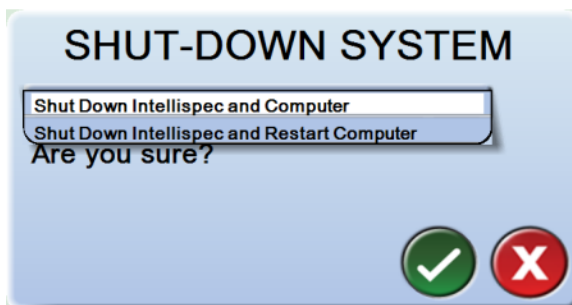 SHUT-DOWN SYSTEM
Shut Down Intellispec and Computer
Shut Down Intellispec and Restart Computer
Are you sure?